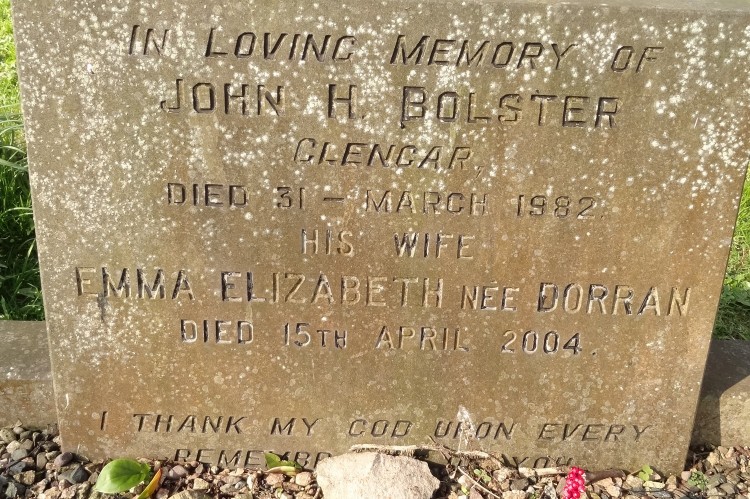 IN LOVING MEMORY OF
JOHN H. BOLSTER
GLENCAR,
DIED 31 – MARCH 1982.
HIS WIFE
EMMA ELIZABETH NEE DORRAN
DIED 15TH APRIL 2004.
I THANK MY GOD UPON EVERY
YOU